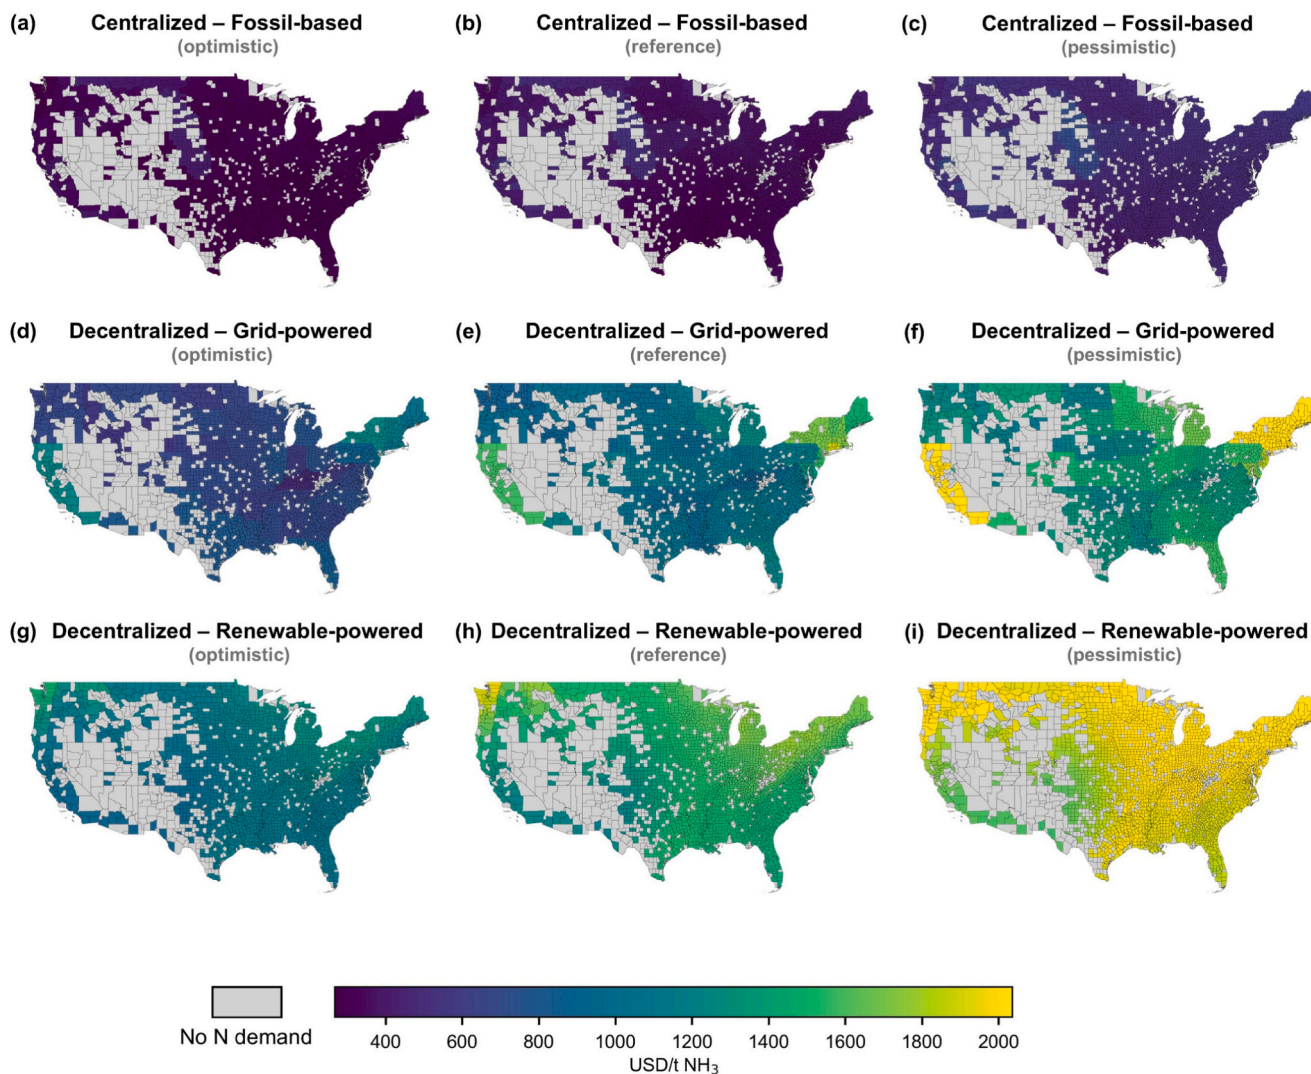 (a) Centralized – Fossil-based
(optimistic)
(b) Centralized – Fossil-based
(reference)
(c) Centralized – Fossil-based
(pessimistic)
(d) Decentralized – Grid-powered
(optimistic)
(e) Decentralized – Grid-powered
(reference)
(f) Decentralized – Grid-powered
(pessimistic)
(g) Decentralized – Renewable-powered
(optimistic)
(h) Decentralized – Renewable-powered
(reference)
(i) Decentralized – Renewable-powered
(pessimistic)
No N demand
400 600 800 1000 1200 1400 1600 1800 2000
USD/t NH₃